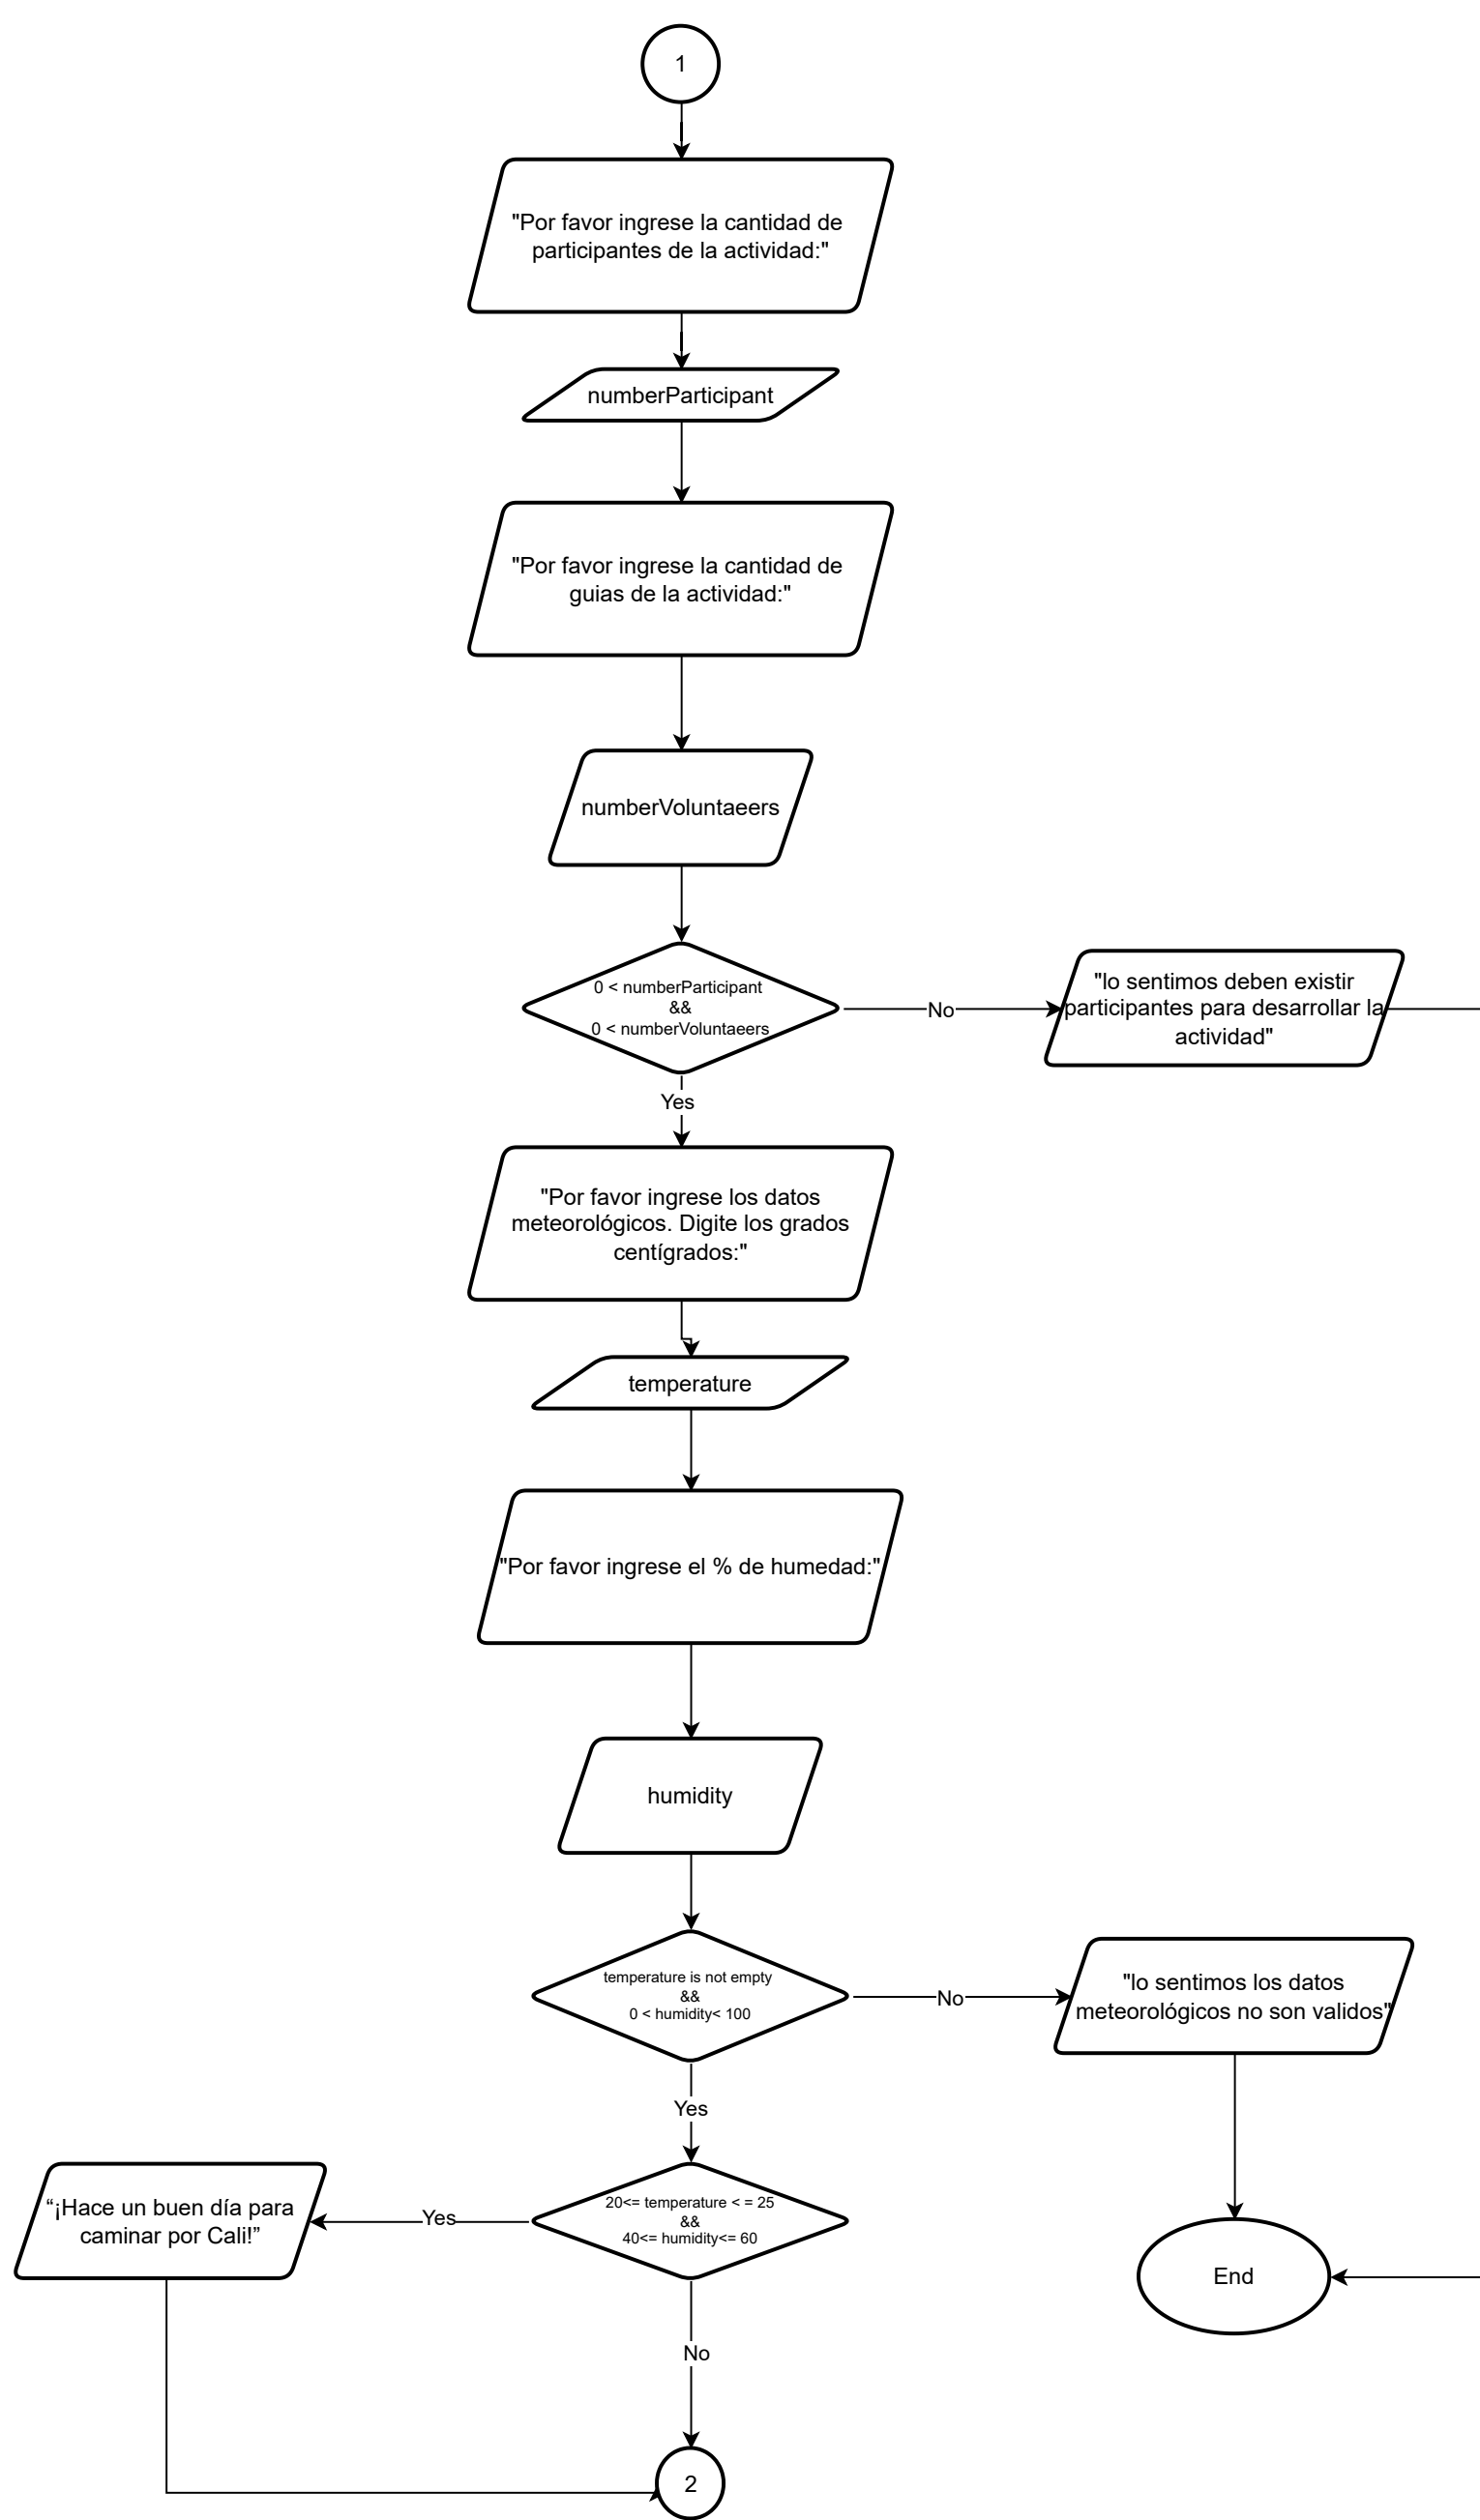 1
"Por favor ingrese la cantidad de
participantes de la actividad:"
numberParticipant
"Por favor ingrese la cantidad de
guias de la actividad:"
numberVoluntaeers
0 < numberParticipant
&&
0 < numberVoluntaeers
No
"lo sentimos deben existir
participantes para desarrollar la
actividad"
Yes
"Por favor ingrese los datos
meteorológicos. Digite los grados
centígrados:"
temperature
"Por favor ingrese el % de humedad:"
humidity
temperature is not empty
&&
0 < humidity< 100
No
"lo sentimos los datos
meteorológicos no son validos"
Yes
20<= temperature < = 25
&&
40<= humidity<= 60
Yes
“¡Hace un buen día para
caminar por Cali!”
End
No
2